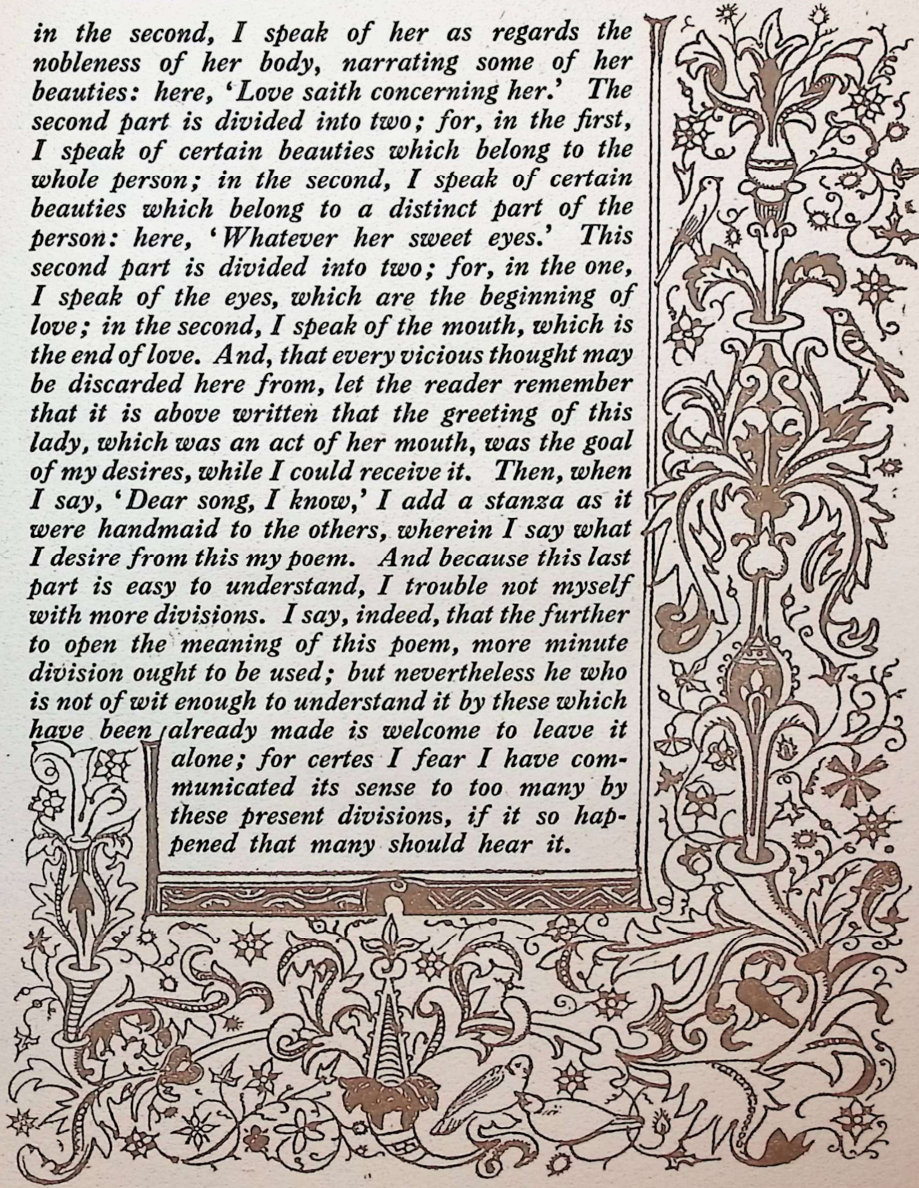 in the second, I speak of her as regards the
nobleness of her body, narrating some of her
beauties: here, ‘Love saith concerning her.’ The
second part is divided into two; for, in the first,
I speak of certain beauties which belong to the
whole person; in the second, I speak of certain
beauties which belong to a distinct part of the
person: here, ‘Whatever her sweet eyes.’ This
second part is divided into two; for, in the one,
I speak of the eyes, which are the beginning of
love; in the second, I speak of the mouth, which is
the end of love. And, that every vicious thought may
be discarded here from, let the reader remember
that it is above written that the greeting of this
lady, which was an act of her mouth, was the goal
of my desires, while I could receive it. Then, when
I say, ‘Dear song, I know,’ I add a stanza as it
were handmaid to the others, wherein I say what
I desire from this my poem. And because this last
part is easy to understand, I trouble not myself
with more divisions. I say, indeed, that the further
to open the meaning of this poem, more minute
division ought to be used; but nevertheless he who
is not of wit enough to understand it by these which
have been already made is welcome to leave it
alone; for certes I fear I have com-
municated its sense to too many by
these present divisions, if it so hap-
pened that many should hear it.